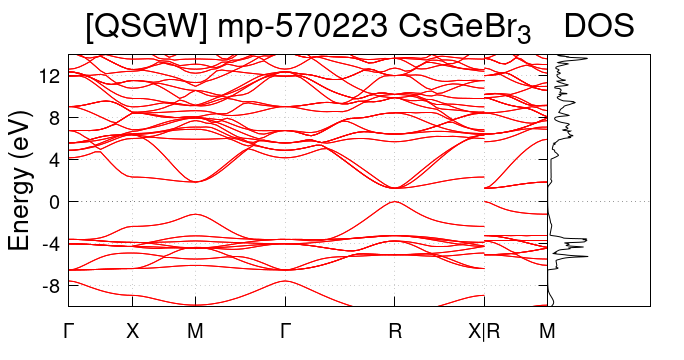 [QSGW] mp-570223 CsGeBr3 DOS
Energy (eV)
12
8
4
0
-4
-8
Γ X M Γ R X|R M